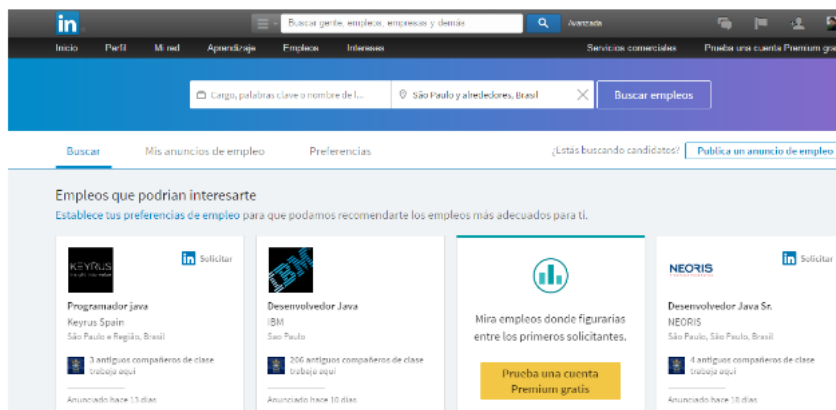 in
Buscar gente, empleos, empresas y demás
Avanzada
Inicio Perfil Mi red Aprendizaje Empleos Intereses Servicios comerciales Prueba una cuenta Premium gra
Cargo, palabras clave o nombre de l... São Paulo y alrededores, Brasil Buscar empleos
Buscar Mis anuncios de empleo Preferencias ¿Estás buscando candidatos? Publica un anuncio de empleo
Empleos que podrian interesarte
Establece tus preferencias de empleo para que podamos recomendarte los empleos más adecuados para ti.
KEYRUS
in Solicitar
Programador java
Keyrus Spain
São Paulo e Região, Brasil
3 antiguos compañeros de clase
trabaja aquí
Anunciado hace 13 días
IBM
Desenvolvedor Java
IBM
Sao Paulo
206 antiguos compañeros de clase
trabaja aquí
Anunciado hace 10 días
Mira empleos donde figurarías
entre los primeros solicitantes.
Prueba una cuenta
Premium gratis
NEORIS
in Solicitar
Desenvolvedor Java Sr.
NEORIS
São Paulo, São Paulo, Brasil
4 antiguos compañeros de clase
trabaja aquí
Anunciado hace 18 días